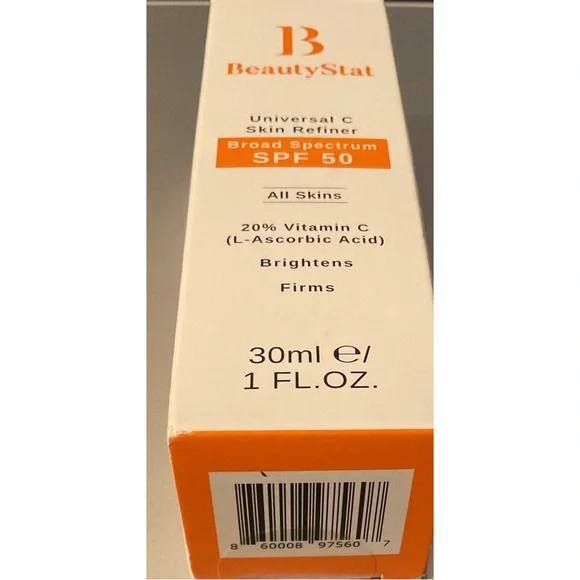 B
BeautyStat
Universal C
Skin Refiner
Broad Spectrum
SPF 50
All Skins
20% Vitamin C
(L-Ascorbic Acid)
Brightens
Firms
30ml ℮/
1 FL.OZ.
8 60008 97560 7